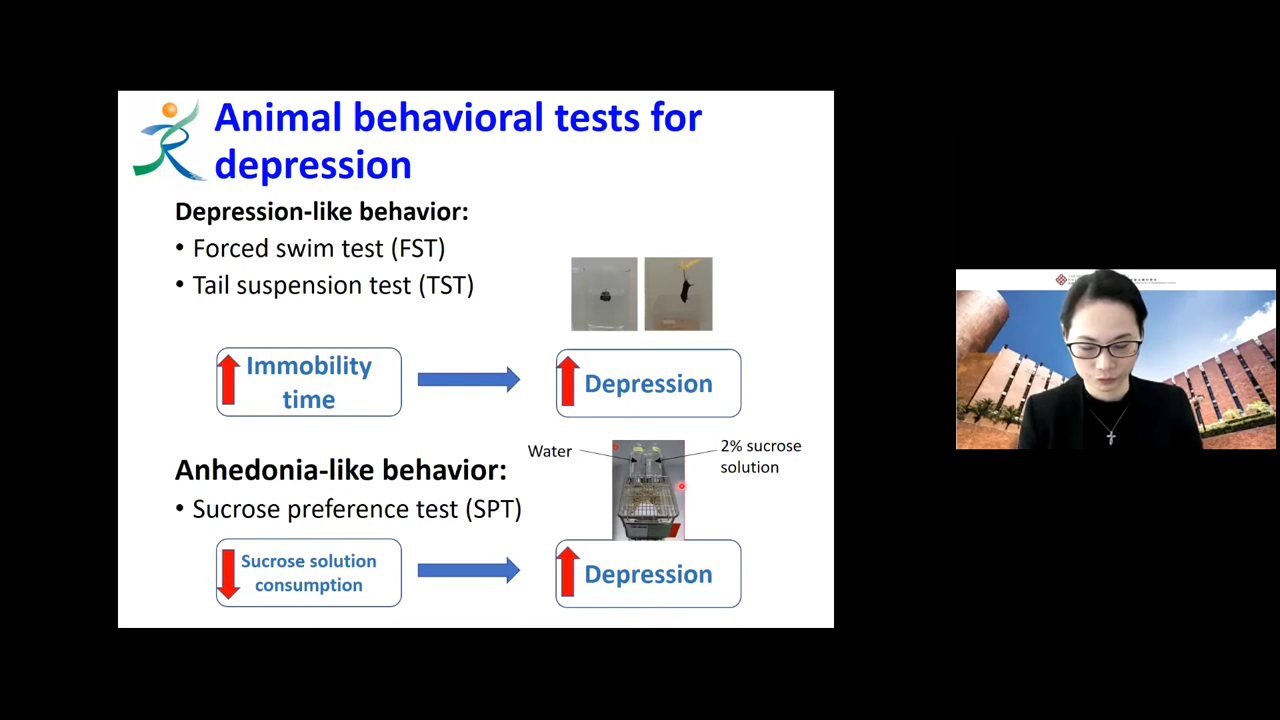 Animal behavioral tests for
depression
Depression-like behavior:
• Forced swim test (FST)
• Tail suspension test (TST)
Immobility
time
Depression
Anhedonia-like behavior:
• Sucrose preference test (SPT)
Water
2% sucrose
solution
Sucrose solution
consumption
Depression